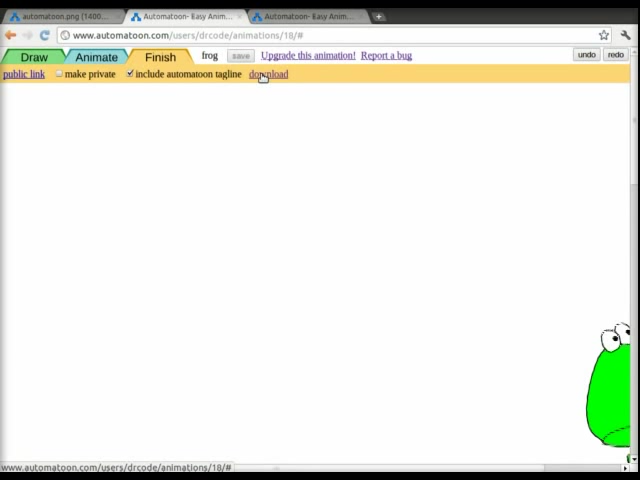 automatoon.png (1400...
Automatoon- Easy Anim...
Automatoon- Easy Anim...
www.automatoon.com/users/drcode/animations/18/#
Draw
Animate
Finish
frog
save
Upgrade this animation!
Report a bug
undo
redo
public link
make private
include automatoon tagline
download
www.automatoon.com/users/drcode/animations/18/#